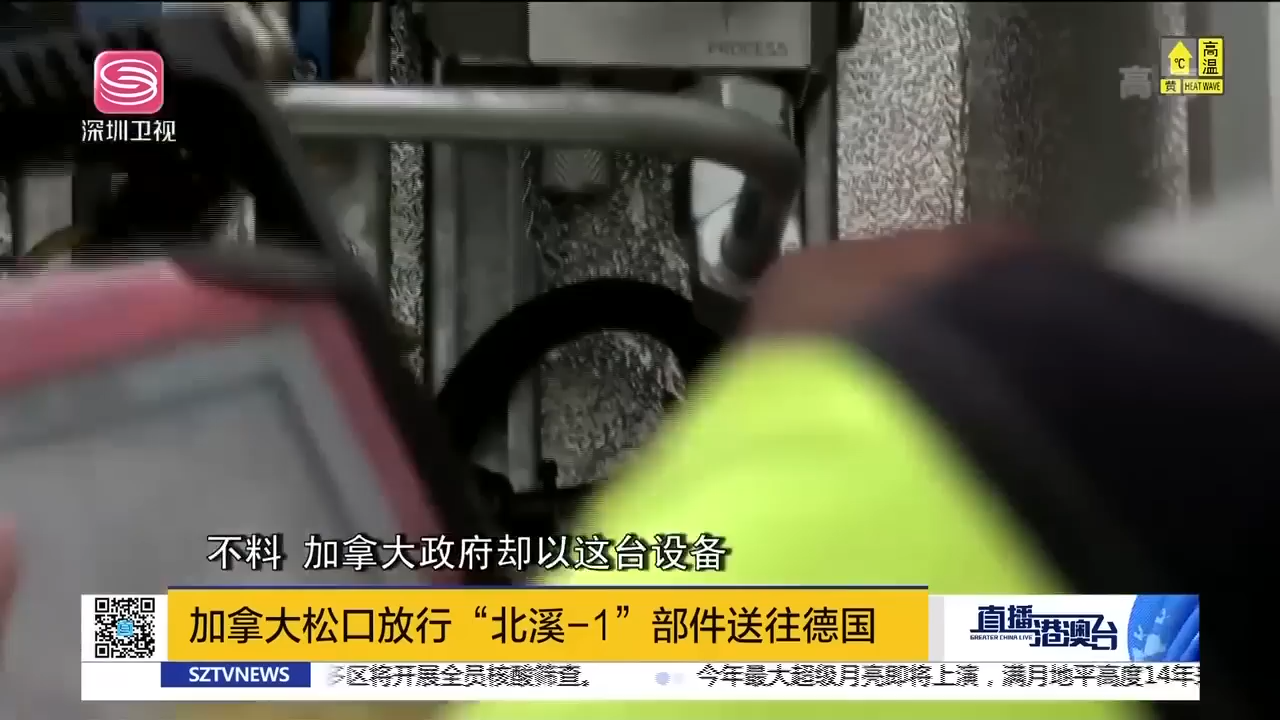 PROCESS
高温
℃
黄 HEAT WAVE
高
深圳卫视
不料 加拿大政府却以这台设备
加拿大松口放行“北溪-1”部件送往德国
直播港澳台
GREATER CHINA LIVE
SZTVNEWS
区将开展全员核酸筛查。 今年最大超级月亮即将上演，满月地平高度14年